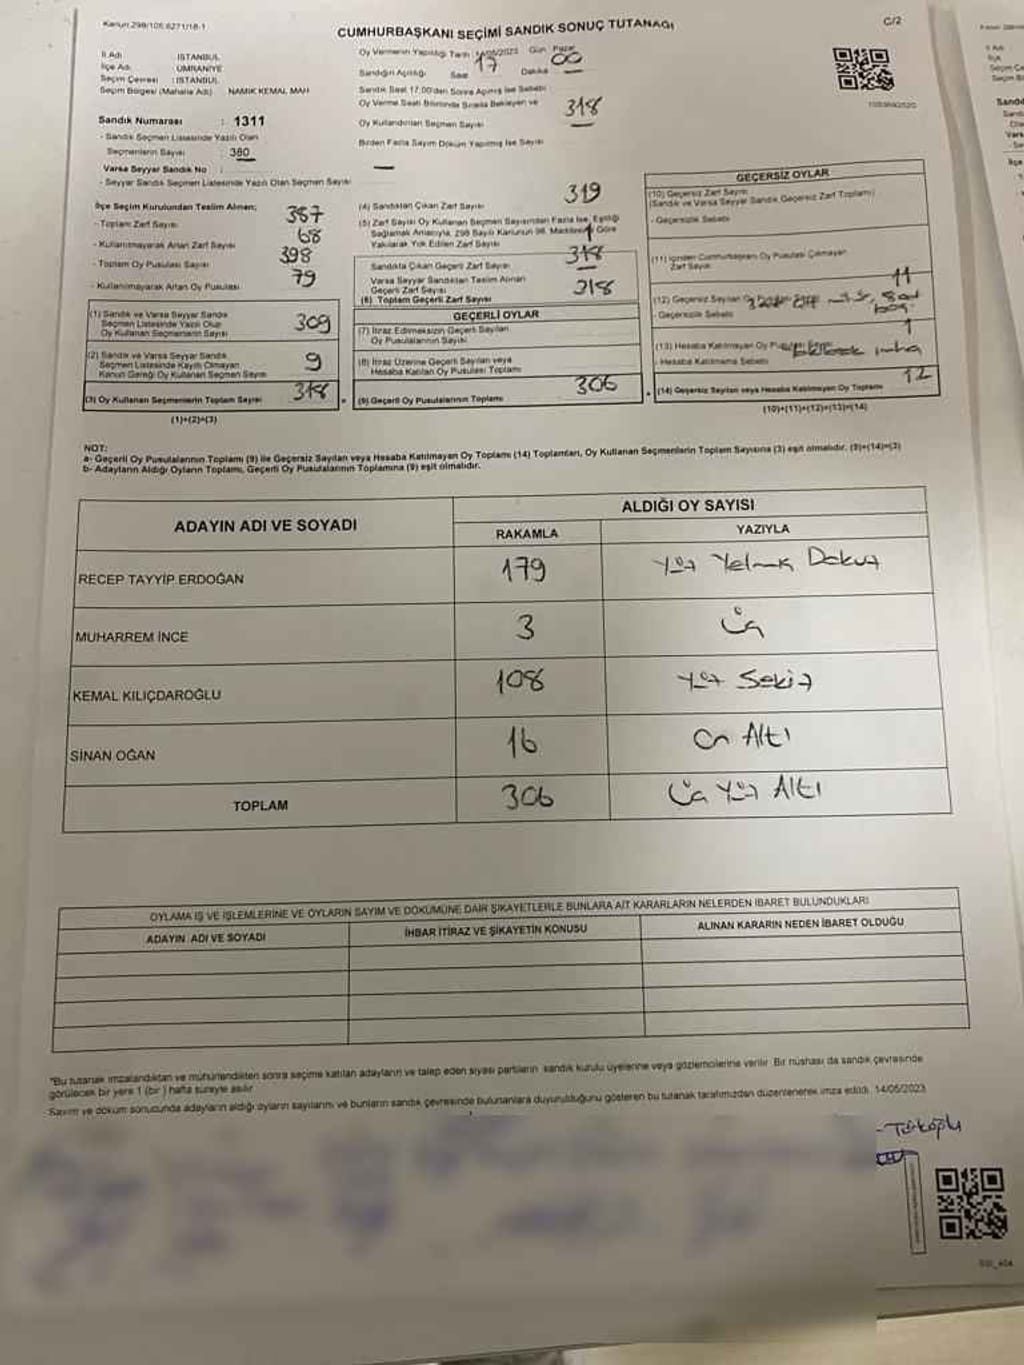 Kanun:298/105.6271/18-1
CUMHURBAŞKANI SEÇİMİ SANDIK SONUÇ TUTANAĞI
C/2
İl Adı : İSTANBUL
İlçe Adı : ÜMRANİYE
Seçim Çevresi : İSTANBUL
Seçim Bölgesi (Mahalle Adı) NAMIK KEMAL MAH
Sandık Numarası : 1311
- Sandık Seçmen Listesinde Yazılı Olan
Seçmenlerin Sayısı : 380
Varsa Seyyar Sandık No :
- Seyyar Sandık Seçmen Listesinde Yazılı Olan Seçmen Sayısı
Oy Vermenin Yapıldığı Tarih 14/05/2023 Gün Pazar
Sandığın Açıldığı Saat 17 Dakika 00
Sandık Saat 17.00'den Sonra Açılmış İse Sebebi
Oy Verme Saati Bitiminde Sırada Bekleyen ve
Oy Kullandırılan Seçmen Sayısı 318
Birden Fazla Sayım Döküm Yapılmış İse Sayısı —
İlçe Seçim Kurulundan Teslim Alınan;
- Toplam Zarf Sayısı 387
- Kullanılmayarak Artan Zarf Sayısı 68
- Toplam Oy Pusulası Sayısı 398
- Kullanılmayarak Artan Oy Pusulası 79
(1) Sandık ve Varsa Seyyar Sandık
Seçmen Listesinde Yazılı Olup
Oy Kullanan Seçmenlerin Sayısı 309
(2) Sandık ve Varsa Seyyar Sandık
Seçmen Listesinde Kayıtlı Olmayan
Kanun Gereği Oy Kullanan Seçmen Sayısı 9
(3) Oy Kullanan Seçmenlerin Toplam Sayısı 318
(1)+(2)=(3)
(4) Sandıktan Çıkan Zarf Sayısı 319
(5) Zarf Sayısı Oy Kullanan Seçmen Sayısından Fazla İse, Eşitliği
Sağlamak Amacıyla, 298 Sayılı Kanunun 98. Maddesine Göre
Yakılarak Yok Edilen Zarf Sayısı 1
Sandıkta Çıkan Geçerli Zarf Sayısı 318
Varsa Seyyar Sandıktan Teslim Alınan
Geçerli Zarf Sayısı
(6) Toplam Geçerli Zarf Sayısı 318
GEÇERLİ OYLAR
(7) İtiraz Edilmeksizin Geçerli Sayılan
Oy Pusulalarının Sayısı
(8) İtiraz Üzerine Geçerli Sayılan veya
Hesaba Katılan Oy Pusulası Toplamı
(9) Geçerli Oy Pusulalarının Toplamı 306
GEÇERSİZ OYLAR
(10) Geçersiz Zarf Sayısı
(Sandık ve Varsa Seyyar Sandık Geçersiz Zarf Toplamı)
- Geçersizlik Sebebi
(11) İçinden Cumhurbaşkanı Oy Pusulası Çıkmayan
Zarf Sayısı
(12) Geçersiz Sayılan Oy 11
- Geçersizlik Sebebi
(13) Hesaba Katılmayan Oy 1
- Hesaba Katılmama Sebebi imha
(14) Geçersiz Sayılan veya Hesaba Katılmayan Oy Toplamı 12
(10)+(11)+(12)+(13)=(14)
NOT:
a- Geçerli Oy Pusulalarının Toplamı (9) ile Geçersiz Sayılan veya Hesaba Katılmayan Oy Toplamı (14) Toplamları, Oy Kullanan Seçmenlerin Toplam Sayısına (3) eşit olmalıdır. (9)+(14)=(3)
b- Adayların Aldığı Oyların Toplamı, Geçerli Oy Pusulalarının Toplamına (9) eşit olmalıdır.
ADAYIN ADI VE SOYADI
ALDIĞI OY SAYISI
RAKAMLA YAZIYLA
RECEP TAYYİP ERDOĞAN 179 Yüz Yetmiş Dokuz
MUHARREM İNCE 3 Üç
KEMAL KILIÇDAROĞLU 108 Yüz Sekiz
SİNAN OĞAN 16 On Altı
TOPLAM 306 Üç Yüz Altı
OYLAMA İŞ VE İŞLEMLERİNE VE OYLARIN SAYIM VE DÖKÜMÜNE DAİR ŞİKAYETLERLE BUNLARA AİT KARARLARIN NELERDEN İBARET BULUNDUKLARI
ADAYIN ADI VE SOYADI İHBAR İTİRAZ VE ŞİKAYETİN KONUSU ALINAN KARARIN NEDEN İBARET OLDUĞU
"Bu tutanak imzalandıktan ve mühürlendikten sonra seçime katılan adayların ve talep eden siyasi partilerin sandık kurulu üyelerine veya gözlemcilerine verilir. Bir nüshası da sandık çevresinde
görülecek bir yere 1 (bir) hafta süreyle asılır.
Sayım ve döküm sonucunda adayların aldığı oyların sayılarını ve bunların sandık çevresinde bulunanlara duyurulduğunu gösteren bu tutanak tarafımızdan düzenlenerek imza edildi. 14/05/2023